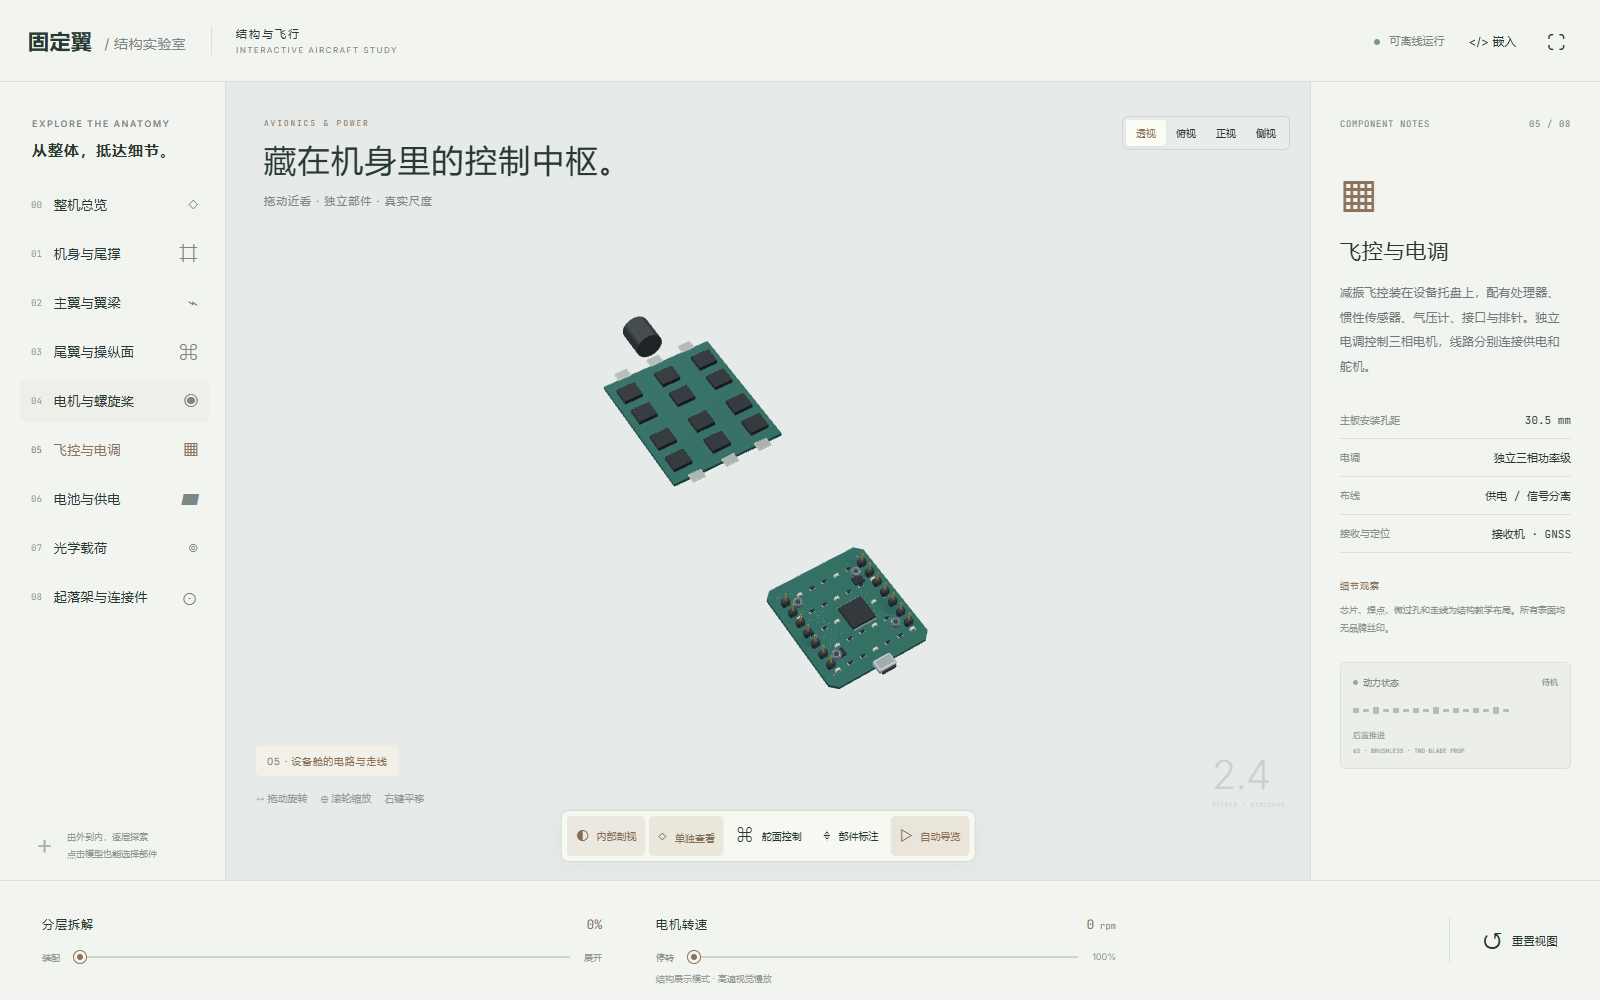 固定翼 / 结构实验室
结构与飞行
INTERACTIVE AIRCRAFT STUDY
可离线运行
</> 嵌入
EXPLORE THE ANATOMY
从整体，抵达细节。
00 整机总览
01 机身与尾撑
02 主翼与翼梁
03 尾翼与操纵面
04 电机与螺旋桨
05 飞控与电调
06 电池与供电
07 光学载荷
08 起落架与连接件
由外到内，逐层探索
点击模型也能选择部件
AVIONICS & POWER
藏在机身里的控制中枢。
拖动近看 · 独立部件 · 真实尺度
透视 俯视 正视 侧视
05 · 设备舱的电路与走线
拖动旋转 滚轮缩放 右键平移
2.4
METRES / WINGSPAN
内部剖视 单独查看 舵面控制 部件标注 自动导览
COMPONENT NOTES 05 / 08
飞控与电调
减振飞控装在设备托盘上，配有处理器、
惯性传感器、气压计、接口与排针。独立
电调控制三相电机，线路分别连接供电和
舵机。
主板安装孔距 30.5 mm
电调 独立三相功率级
布线 供电 / 信号分离
接收与定位 接收机 · GNSS
细节观察
芯片、焊点、微过孔和走线为结构教学布局。所有表面均
无品牌丝印。
动力状态 待机
后置推进
6S · BRUSHLESS · TWO-BLADE PROP
分层拆解 0%
装配 展开
电机转速 0 rpm
停转 100%
结构展示模式 · 高速视觉慢放
重置视图